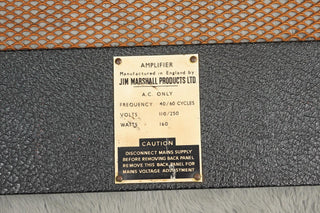 AMPLIFIER
Manufactured in England by
JIM MARSHALL PRODUCTS LTD
A.C. ONLY
FREQUENCY 40/60 CYCLES
VOLTS 110/250
WATTS 160
CAUTION
DISCONNECT MAINS SUPPLY
BEFORE REMOVING BACK PANEL
REMOVE THIS BACK PANEL FOR
MAINS VOLTAGE ADJUSTMENT